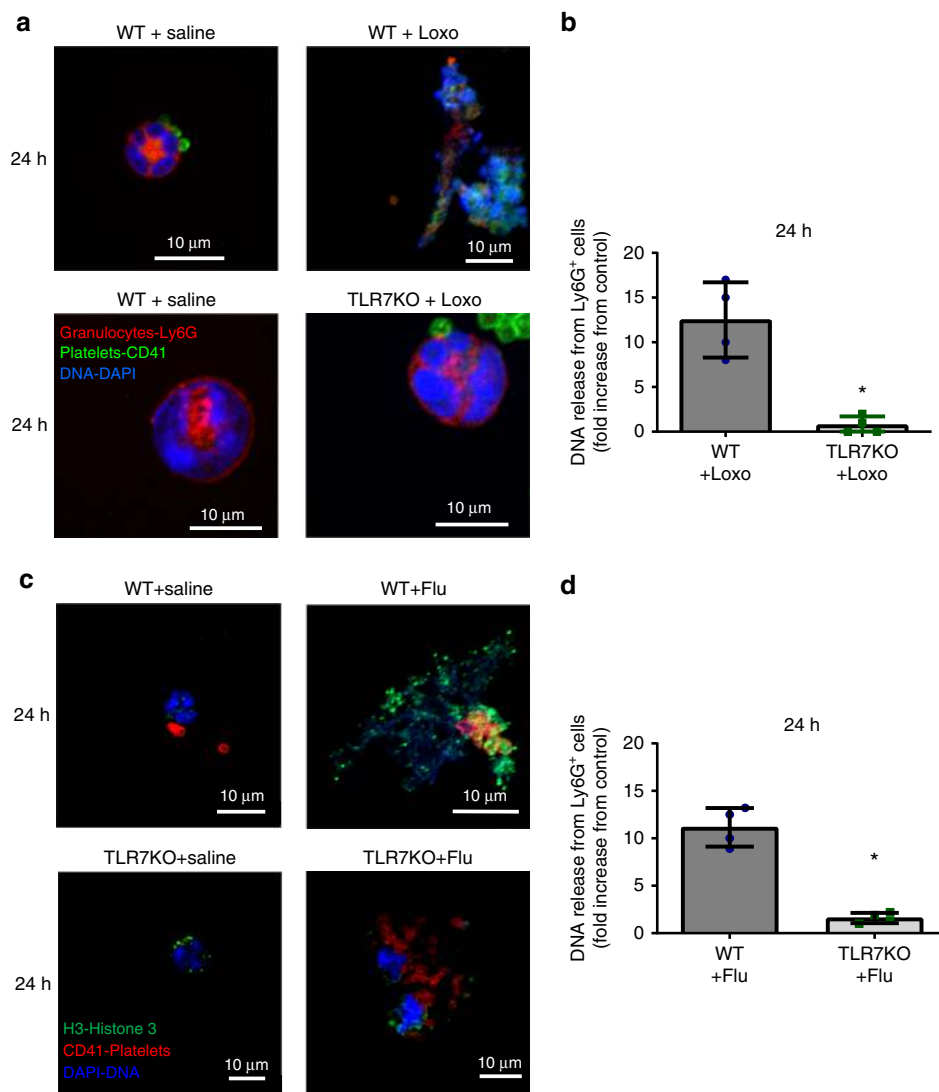 a
WT + saline
WT + Loxo
24 h
10 μm
10 μm
WT + saline
TLR7KO + Loxo
Granulocytes-Ly6G
Platelets-CD41
DNA-DAPI
24 h
10 μm
10 μm
b
24 h
DNA release from Ly6G+ cells
(fold increase from control)
20
15
10
5
0
*
WT
+Loxo
TLR7KO
+Loxo
c
WT+saline
WT+Flu
24 h
10 μm
10 μm
TLR7KO+saline
TLR7KO+Flu
24 h
H3-Histone 3
CD41-Platelets
DAPI-DNA
10 μm
10 μm
d
24 h
DNA release from Ly6G+ cells
(fold increase from control)
20
15
10
5
0
*
WT
+Flu
TLR7KO
+Flu